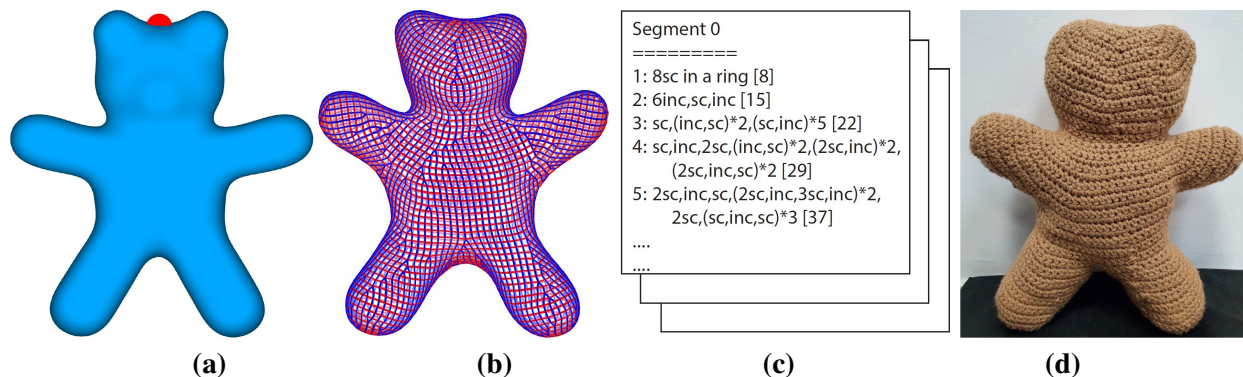 Segment 0
=========
1: 8sc in a ring [8]
2: 6inc,sc,inc [15]
3: sc,(inc,sc)*2,(sc,inc)*5 [22]
4: sc,inc,2sc,(inc,sc)*2,(2sc,inc)*2,
(2sc,inc,sc)*2 [29]
5: 2sc,inc,sc,(2sc,inc,3sc,inc)*2,
2sc,(sc,inc,sc)*3 [37]
....
....
(a) (b) (c) (d)